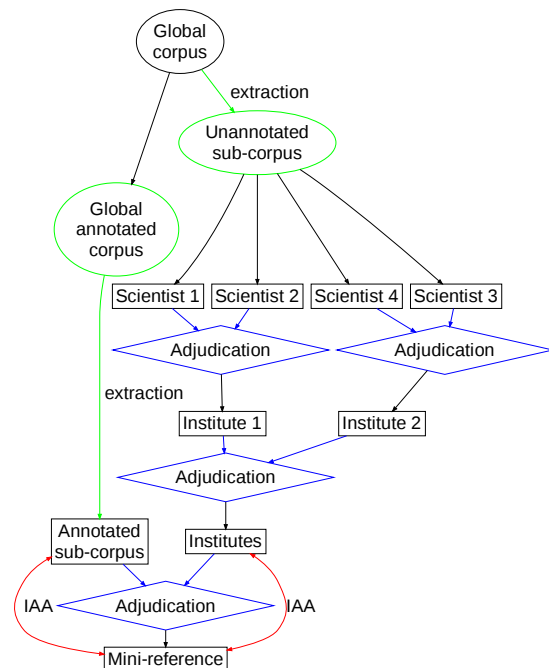 Global
corpus
extraction
Unannotated
sub-corpus
Global
annotated
corpus
Scientist 1
Scientist 2
Scientist 4
Scientist 3
Adjudication
Adjudication
extraction
Institute 1
Institute 2
Adjudication
Annotated
sub-corpus
Institutes
IAA
Adjudication
IAA
Mini-reference